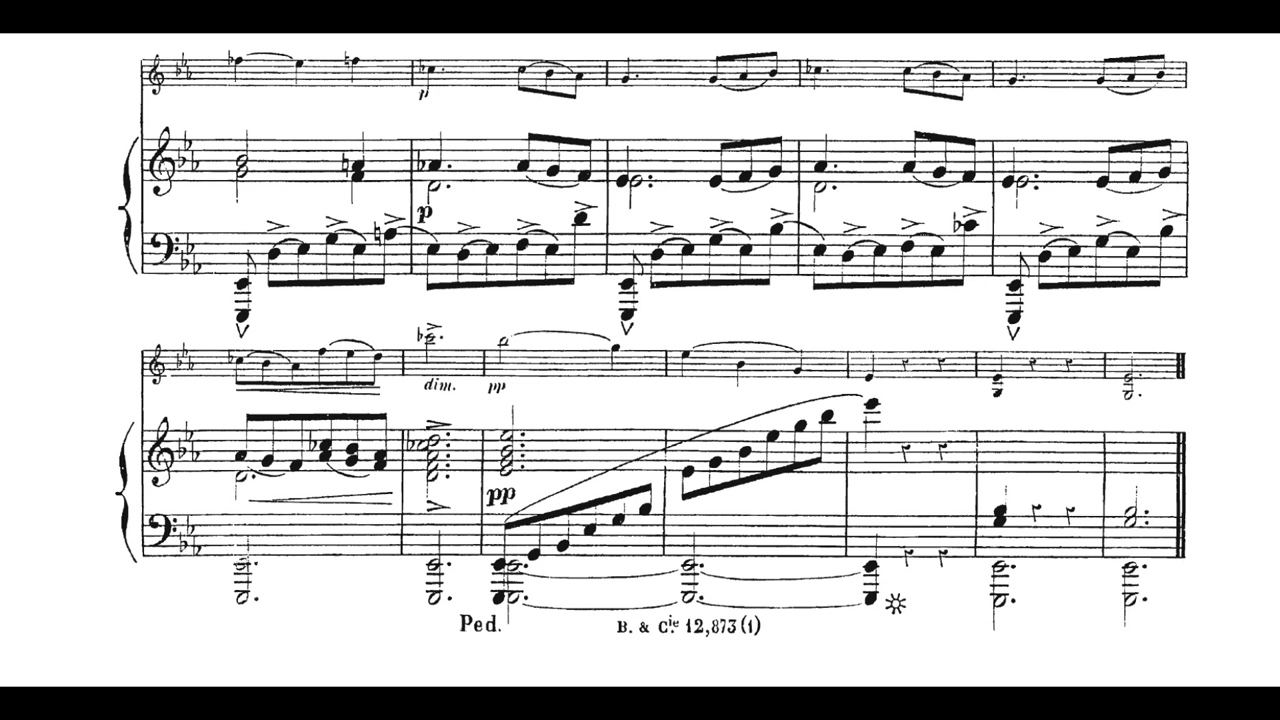 p
p
dim. pp
pp
Ped. B. & Cie. 12,873 (1)